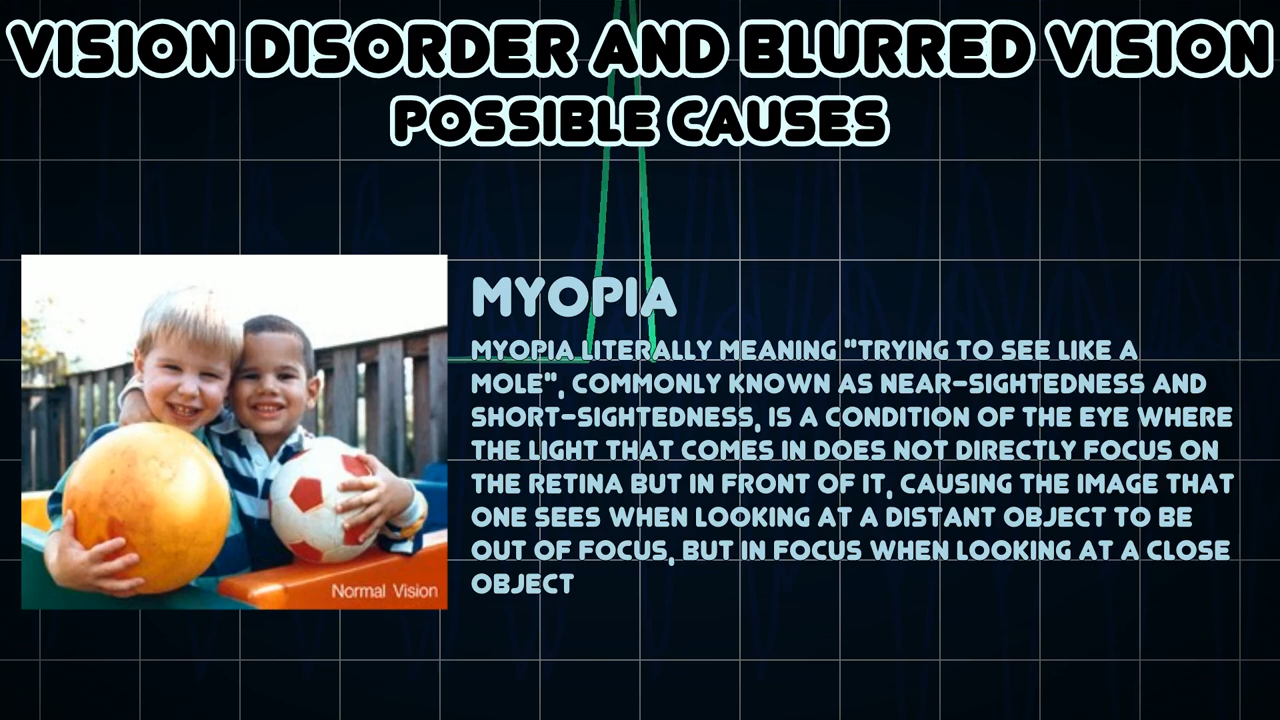 VISION DISORDER AND BLURRED VISION
POSSIBLE CAUSES
MYOPIA
MYOPIA LITERALLY MEANING "TRYING TO SEE LIKE A
MOLE", COMMONLY KNOWN AS NEAR-SIGHTEDNESS AND
SHORT-SIGHTEDNESS, IS A CONDITION OF THE EYE WHERE
THE LIGHT THAT COMES IN DOES NOT DIRECTLY FOCUS ON
THE RETINA BUT IN FRONT OF IT, CAUSING THE IMAGE THAT
ONE SEES WHEN LOOKING AT A DISTANT OBJECT TO BE
OUT OF FOCUS, BUT IN FOCUS WHEN LOOKING AT A CLOSE
OBJECT
Normal Vision